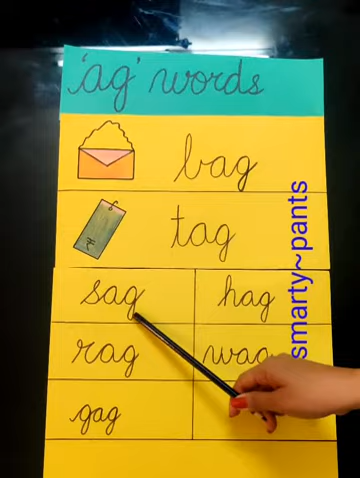 'ag' words
bag
₹
tag
sag hag
rag wag
gag
smarty~pants